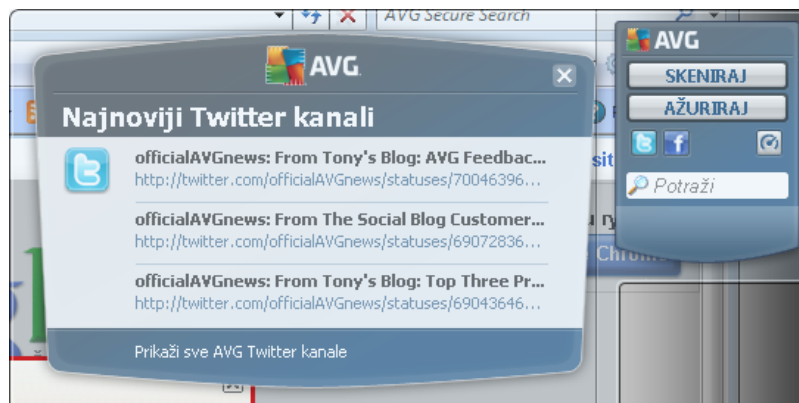 AVG Secure Search
AVG
Najnoviji Twitter kanali
officialAVGnews: From Tony's Blog: AVG Feedbac...
http://twitter.com/officialAVGnews/statuses/70046396...
officialAVGnews: From The Social Blog Customer...
http://twitter.com/officialAVGnews/statuses/69072836...
officialAVGnews: From Tony's Blog: Top Three Pr...
http://twitter.com/officialAVGnews/statuses/69043646...
Prikaži sve AVG Twitter kanale
AVG
SKENIRAJ
AŽURIRAJ
Potraži